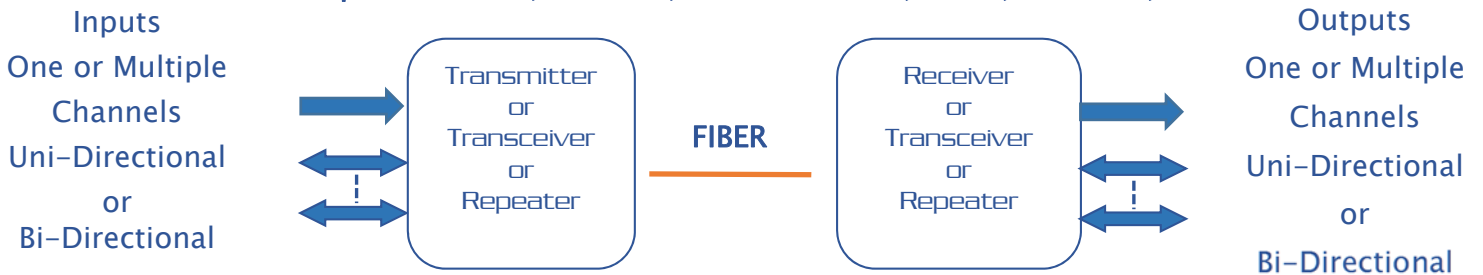 Inputs
One or Multiple
Channels
Uni-Directional
or
Bi-Directional
Transmitter
or
Transceiver
or
Repeater
FIBER
Receiver
or
Transceiver
or
Repeater
Outputs
One or Multiple
Channels
Uni-Directional
or
Bi-Directional